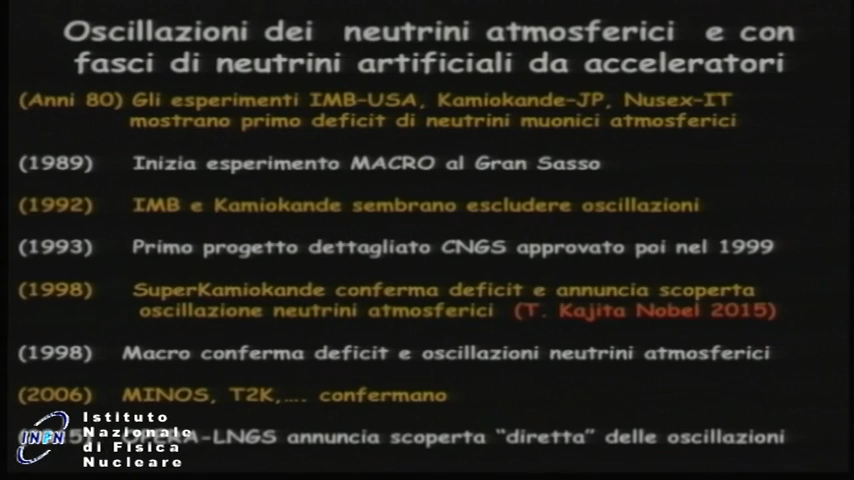 Oscillazioni dei neutrini atmosferici e con
fasci di neutrini artificiali da acceleratori
(Anni 80) Gli esperimenti IMB-USA, Kamiokande-JP, Nusex-IT
mostrano primo deficit di neutrini muonici atmosferici
(1989) Inizia esperimento MACRO al Gran Sasso
(1992) IMB e Kamiokande sembrano escludere oscillazioni
(1993) Primo progetto dettagliato CNGS approvato poi nel 1999
(1998) SuperKamiokande conferma deficit e annuncia scoperta
oscillazione neutrini atmosferici (T. Kajita Nobel 2015)
(1998) Macro conferma deficit e oscillazioni neutrini atmosferici
(2006) MINOS, T2K,.... confermano
-LNGS annuncia scoperta "diretta" delle oscillazioni
INFN
Istituto
Nazionale
di Fisica
Nucleare